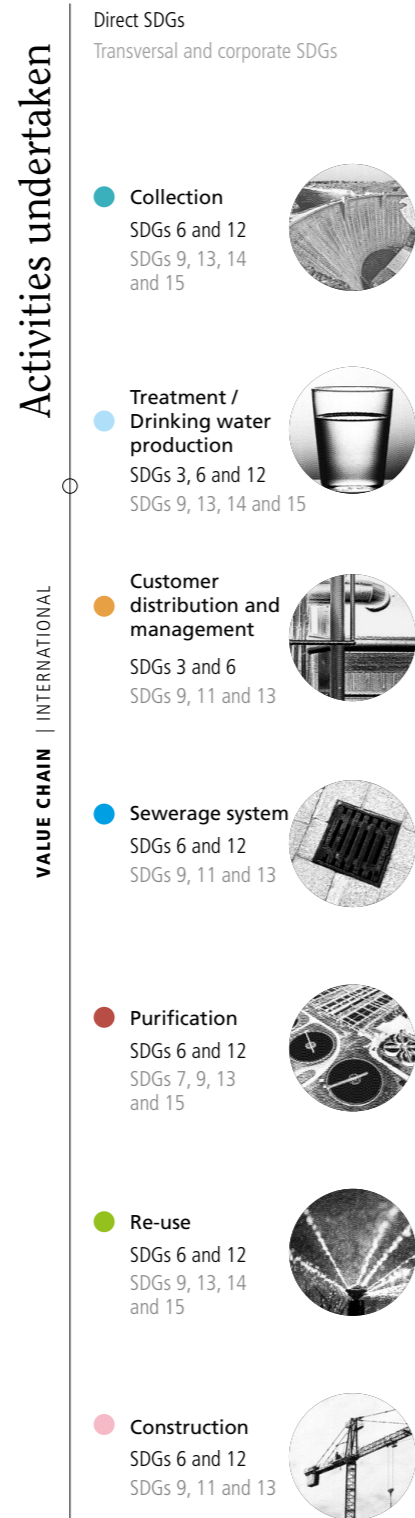 Activities undertaken
VALUE CHAIN | INTERNATIONAL
Direct SDGs
Transversal and corporate SDGs
Collection
SDGs 6 and 12
SDGs 9, 13, 14
and 15
Treatment /
Drinking water
production
SDGs 3, 6 and 12
SDGs 9, 13, 14 and 15
Customer
distribution and
management
SDGs 3 and 6
SDGs 9, 11 and 13
Sewerage system
SDGs 6 and 12
SDGs 9, 11 and 13
Purification
SDGs 6 and 12
SDGs 7, 9, 13
and 15
Re-use
SDGs 6 and 12
SDGs 9, 13, 14
and 15
Construction
SDGs 6 and 12
SDGs 9, 11 and 13